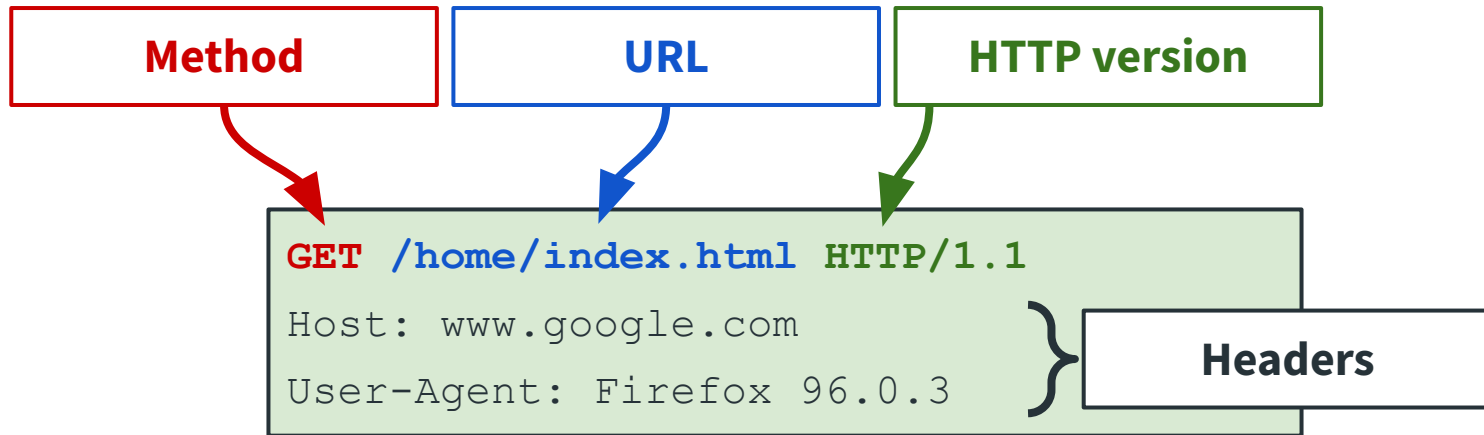 Method
URL
HTTP version
GET /home/index.html HTTP/1.1
Host: www.google.com
User-Agent: Firefox 96.0.3
Headers